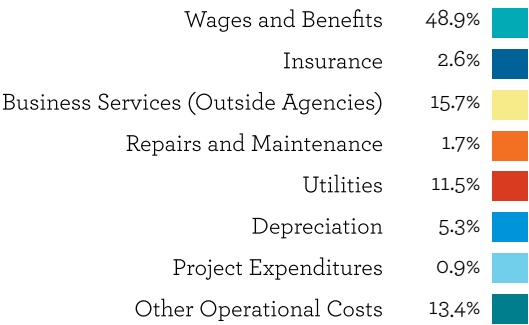 Wages and Benefits 48.9%
Insurance 2.6%
Business Services (Outside Agencies) 15.7%
Repairs and Maintenance 1.7%
Utilities 11.5%
Depreciation 5.3%
Project Expenditures 0.9%
Other Operational Costs 13.4%